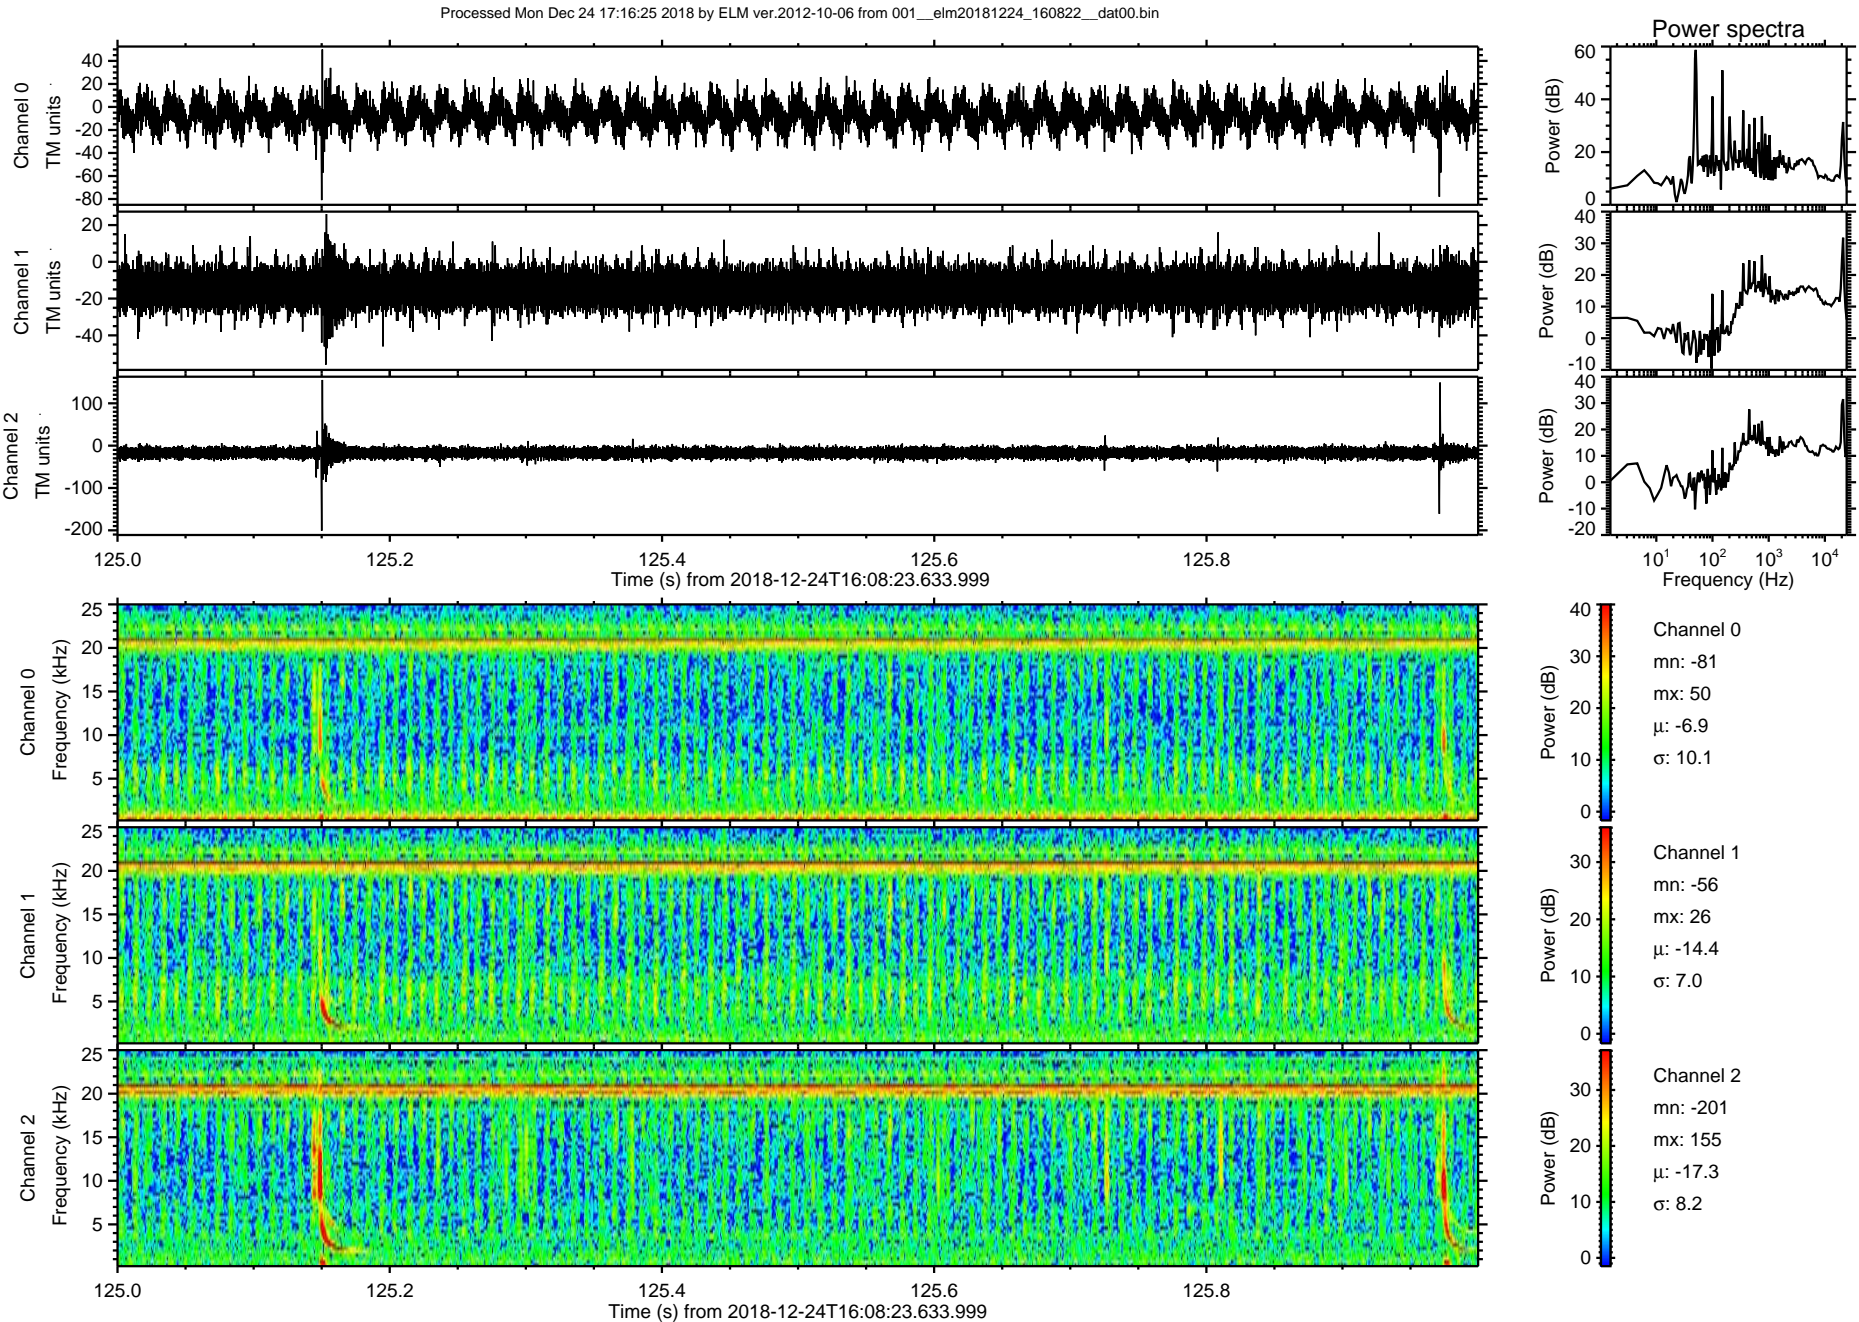 Processed Mon Dec 24 17:16:25 2018 by ELM ver.2012-10-06 from 001__elm20181224_160822__dat00.bin
Power spectra
Channel 0
TM units
40
20
0
-20
-40
-60
-80
Power (dB)
60
40
20
0
Channel 1
TM units
20
0
-20
-40
Power (dB)
40
30
20
10
0
-10
Channel 2
TM units
100
0
-100
-200
Power (dB)
40
30
20
10
0
-10
-20
125.0 125.2 125.4 125.6 125.8
Time (s) from 2018-12-24T16:08:23.633.999
10^1 10^2 10^3 10^4
Frequency (Hz)
Channel 0
Frequency (kHz)
25
20
15
10
5
Power (dB)
40
30
20
10
0
Channel 0
mn: -81
mx: 50
μ: -6.9
σ: 10.1
Channel 1
Frequency (kHz)
25
20
15
10
5
Power (dB)
30
20
10
0
Channel 1
mn: -56
mx: 26
μ: -14.4
σ: 7.0
Channel 2
Frequency (kHz)
25
20
15
10
5
Power (dB)
30
20
10
0
Channel 2
mn: -201
mx: 155
μ: -17.3
σ: 8.2
125.0 125.2 125.4 125.6 125.8
Time (s) from 2018-12-24T16:08:23.633.999